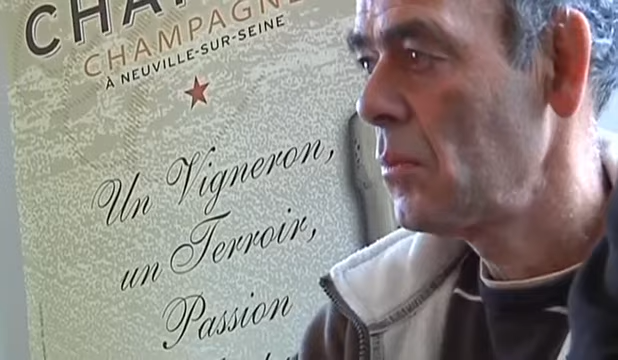 CHAMPAGNE
À NEUVILLE-SUR-SEINE
Un Vigneron,
un Terroir,
Passion